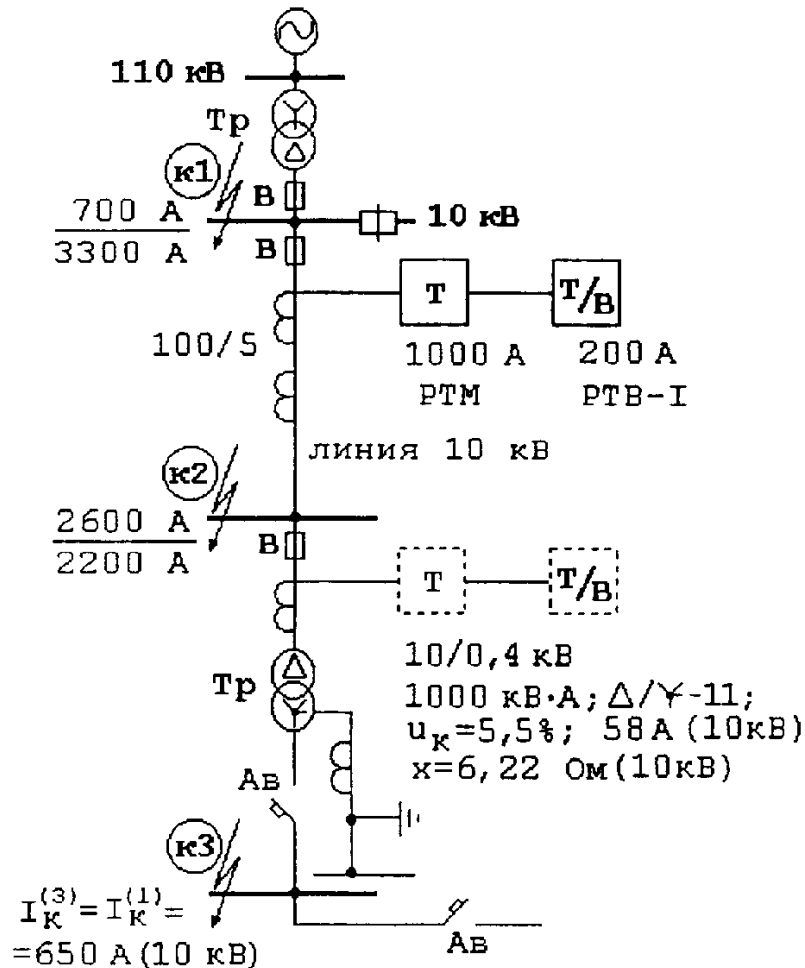 110 кВ
Тр
к1
В
700 А
3300 А
10 кВ
В
Т
Т/В
100/5
1000 А
200 А
РТМ
РТВ-I
линия 10 кВ
к2
2600 А
2200 А
В
Т
Т/В
Тр
10/0,4 кВ
1000 кВ·А; Δ/Y-11;
uк=5,5%; 58 А (10кВ)
x=6,22 Ом (10кВ)
Ав
к3
Iк(3)=Iк(1)=
=650 А (10 кВ)
Ав